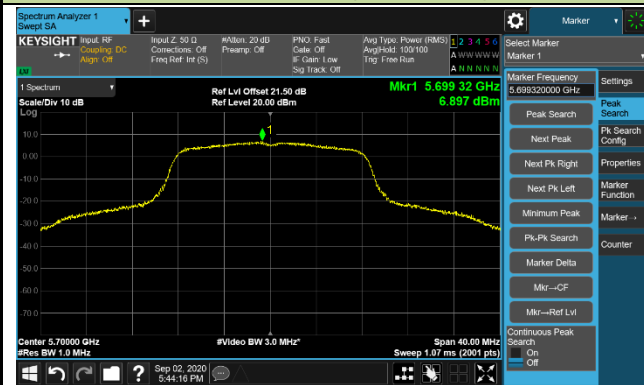 Spectrum Analyzer 1
Swept SA
Marker
KEYSIGHT
Input: RF
Coupling: DC
Align: Off
Input Z: 50 Ω
Corrections: Off
Freq Ref: Int (S)
#Atten: 20 dB
Preamp: Off
PNO: Fast
Gate: Off
IF Gain: Low
Sig Track: Off
Avg Type: Power (RMS)
Avg|Hold: 100/100
Trig: Free Run
1 2 3 4 5 6
A W W W W W
A N N N N N
Select Marker
Marker 1
1 Spectrum
Scale/Div 10 dB
Log
Ref Lvl Offset 21.50 dB
Ref Level 20.00 dBm
Mkr1 5.699 32 GHz
6.897 dBm
10.0
0.00
-10.0
-20.0
-30.0
-40.0
-50.0
-60.0
-70.0
1
Center 5.70000 GHz
#Res BW 1.0 MHz
#Video BW 3.0 MHz*
Span 40.00 MHz
Sweep 1.07 ms (2001 pts)
Marker Frequency
5.699320000 GHz
Peak Search
Next Peak
Next Pk Right
Next Pk Left
Minimum Peak
Pk-Pk Search
Marker Delta
Mkr→CF
Mkr→Ref Lvl
Continuous Peak
Search
On
Off
Settings
Peak
Search
Pk Search
Config
Properties
Marker
Function
Marker→
Counter
Sep 02, 2020
5:44:16 PM